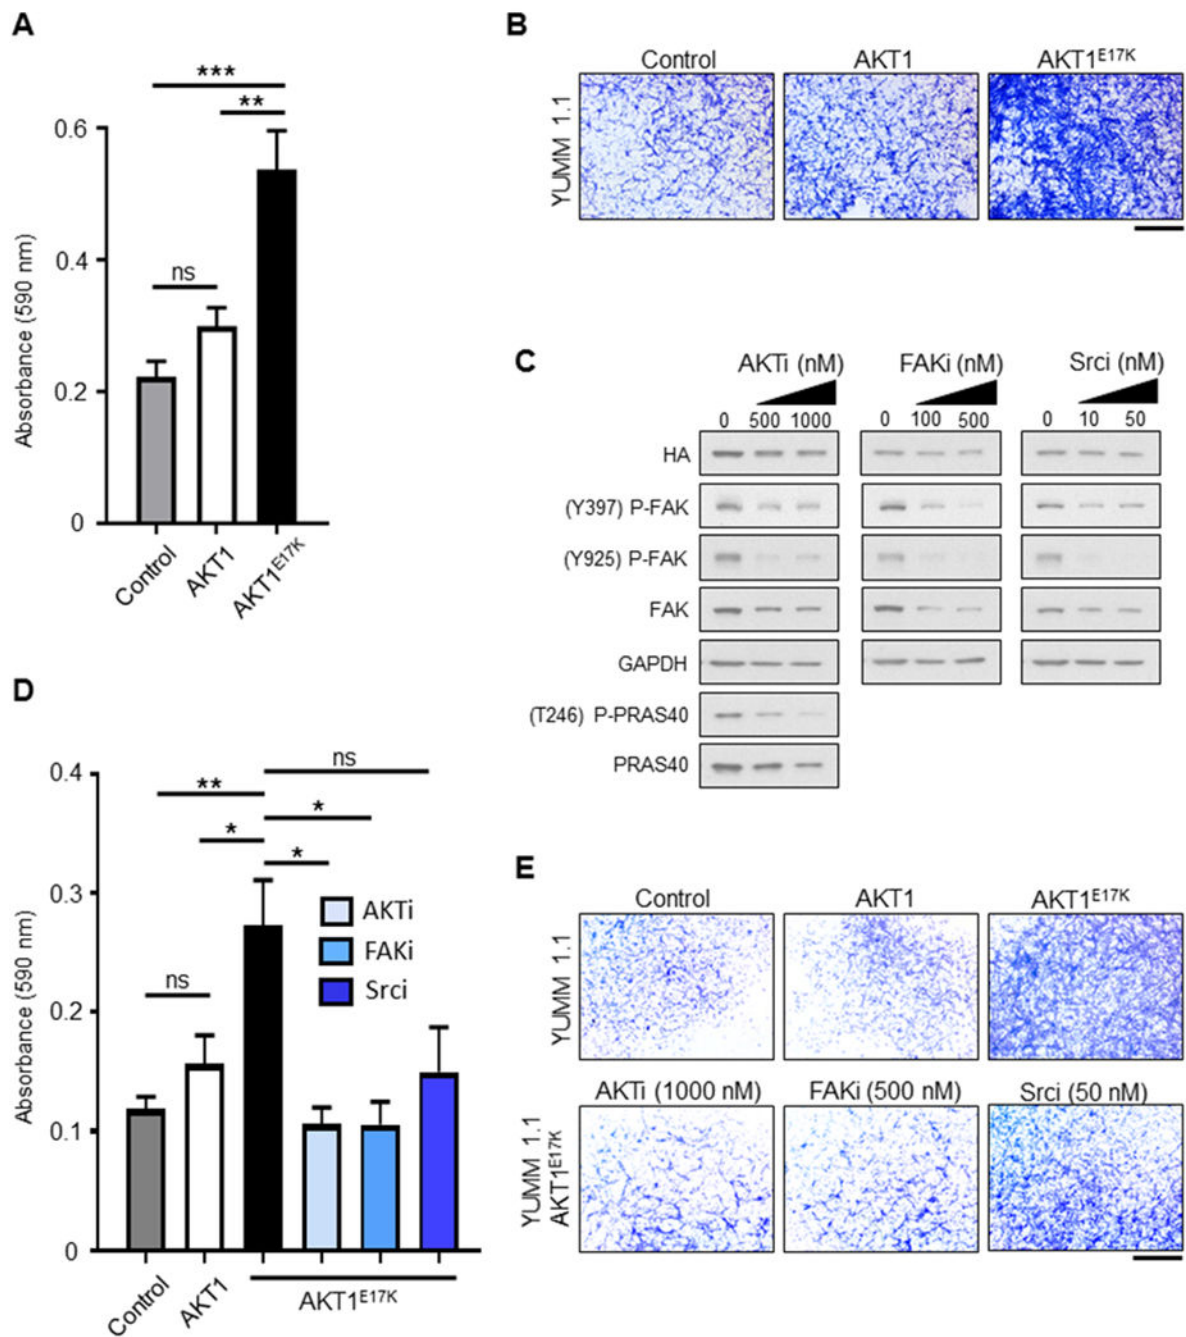 A
***
**
0.6
ns
0.4
0.2
0
Absorbance (590 nm)
Control
AKT1
AKT1E17K
B
Control AKT1 AKT1E17K
YUMM 1.1
C
AKTi (nM) FAKi (nM) Srci (nM)
0 500 1000 0 100 500 0 10 50
HA
(Y397) P-FAK
(Y925) P-FAK
FAK
GAPDH
(T246) P-PRAS40
PRAS40
D
ns
0.4
**
*
*
*
0.3
AKTi
FAKi
Srci
ns
0.2
0.1
0
Absorbance (590 nm)
Control
AKT1
AKT1E17K
E
Control AKT1 AKT1E17K
YUMM 1.1
AKTi (1000 nM) FAKi (500 nM) Srci (50 nM)
YUMM 1.1
AKT1E17K